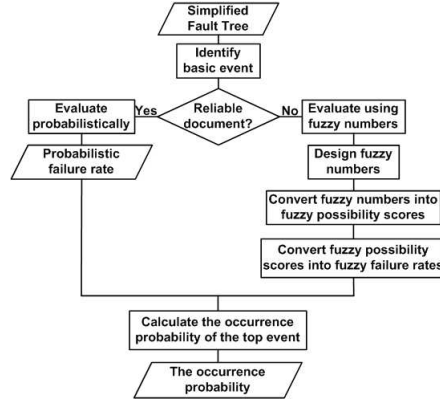 Simplified
Fault Tree
Identify
basic event
Reliable
document?
Yes
No
Evaluate
probabilistically
Probabilistic
failure rate
Evaluate using
fuzzy numbers
Design fuzzy
numbers
Convert fuzzy numbers into
fuzzy possibility scores
Convert fuzzy possibility
scores into fuzzy failure rates
Calculate the occurrence
probability of the top event
The occurrence
probability